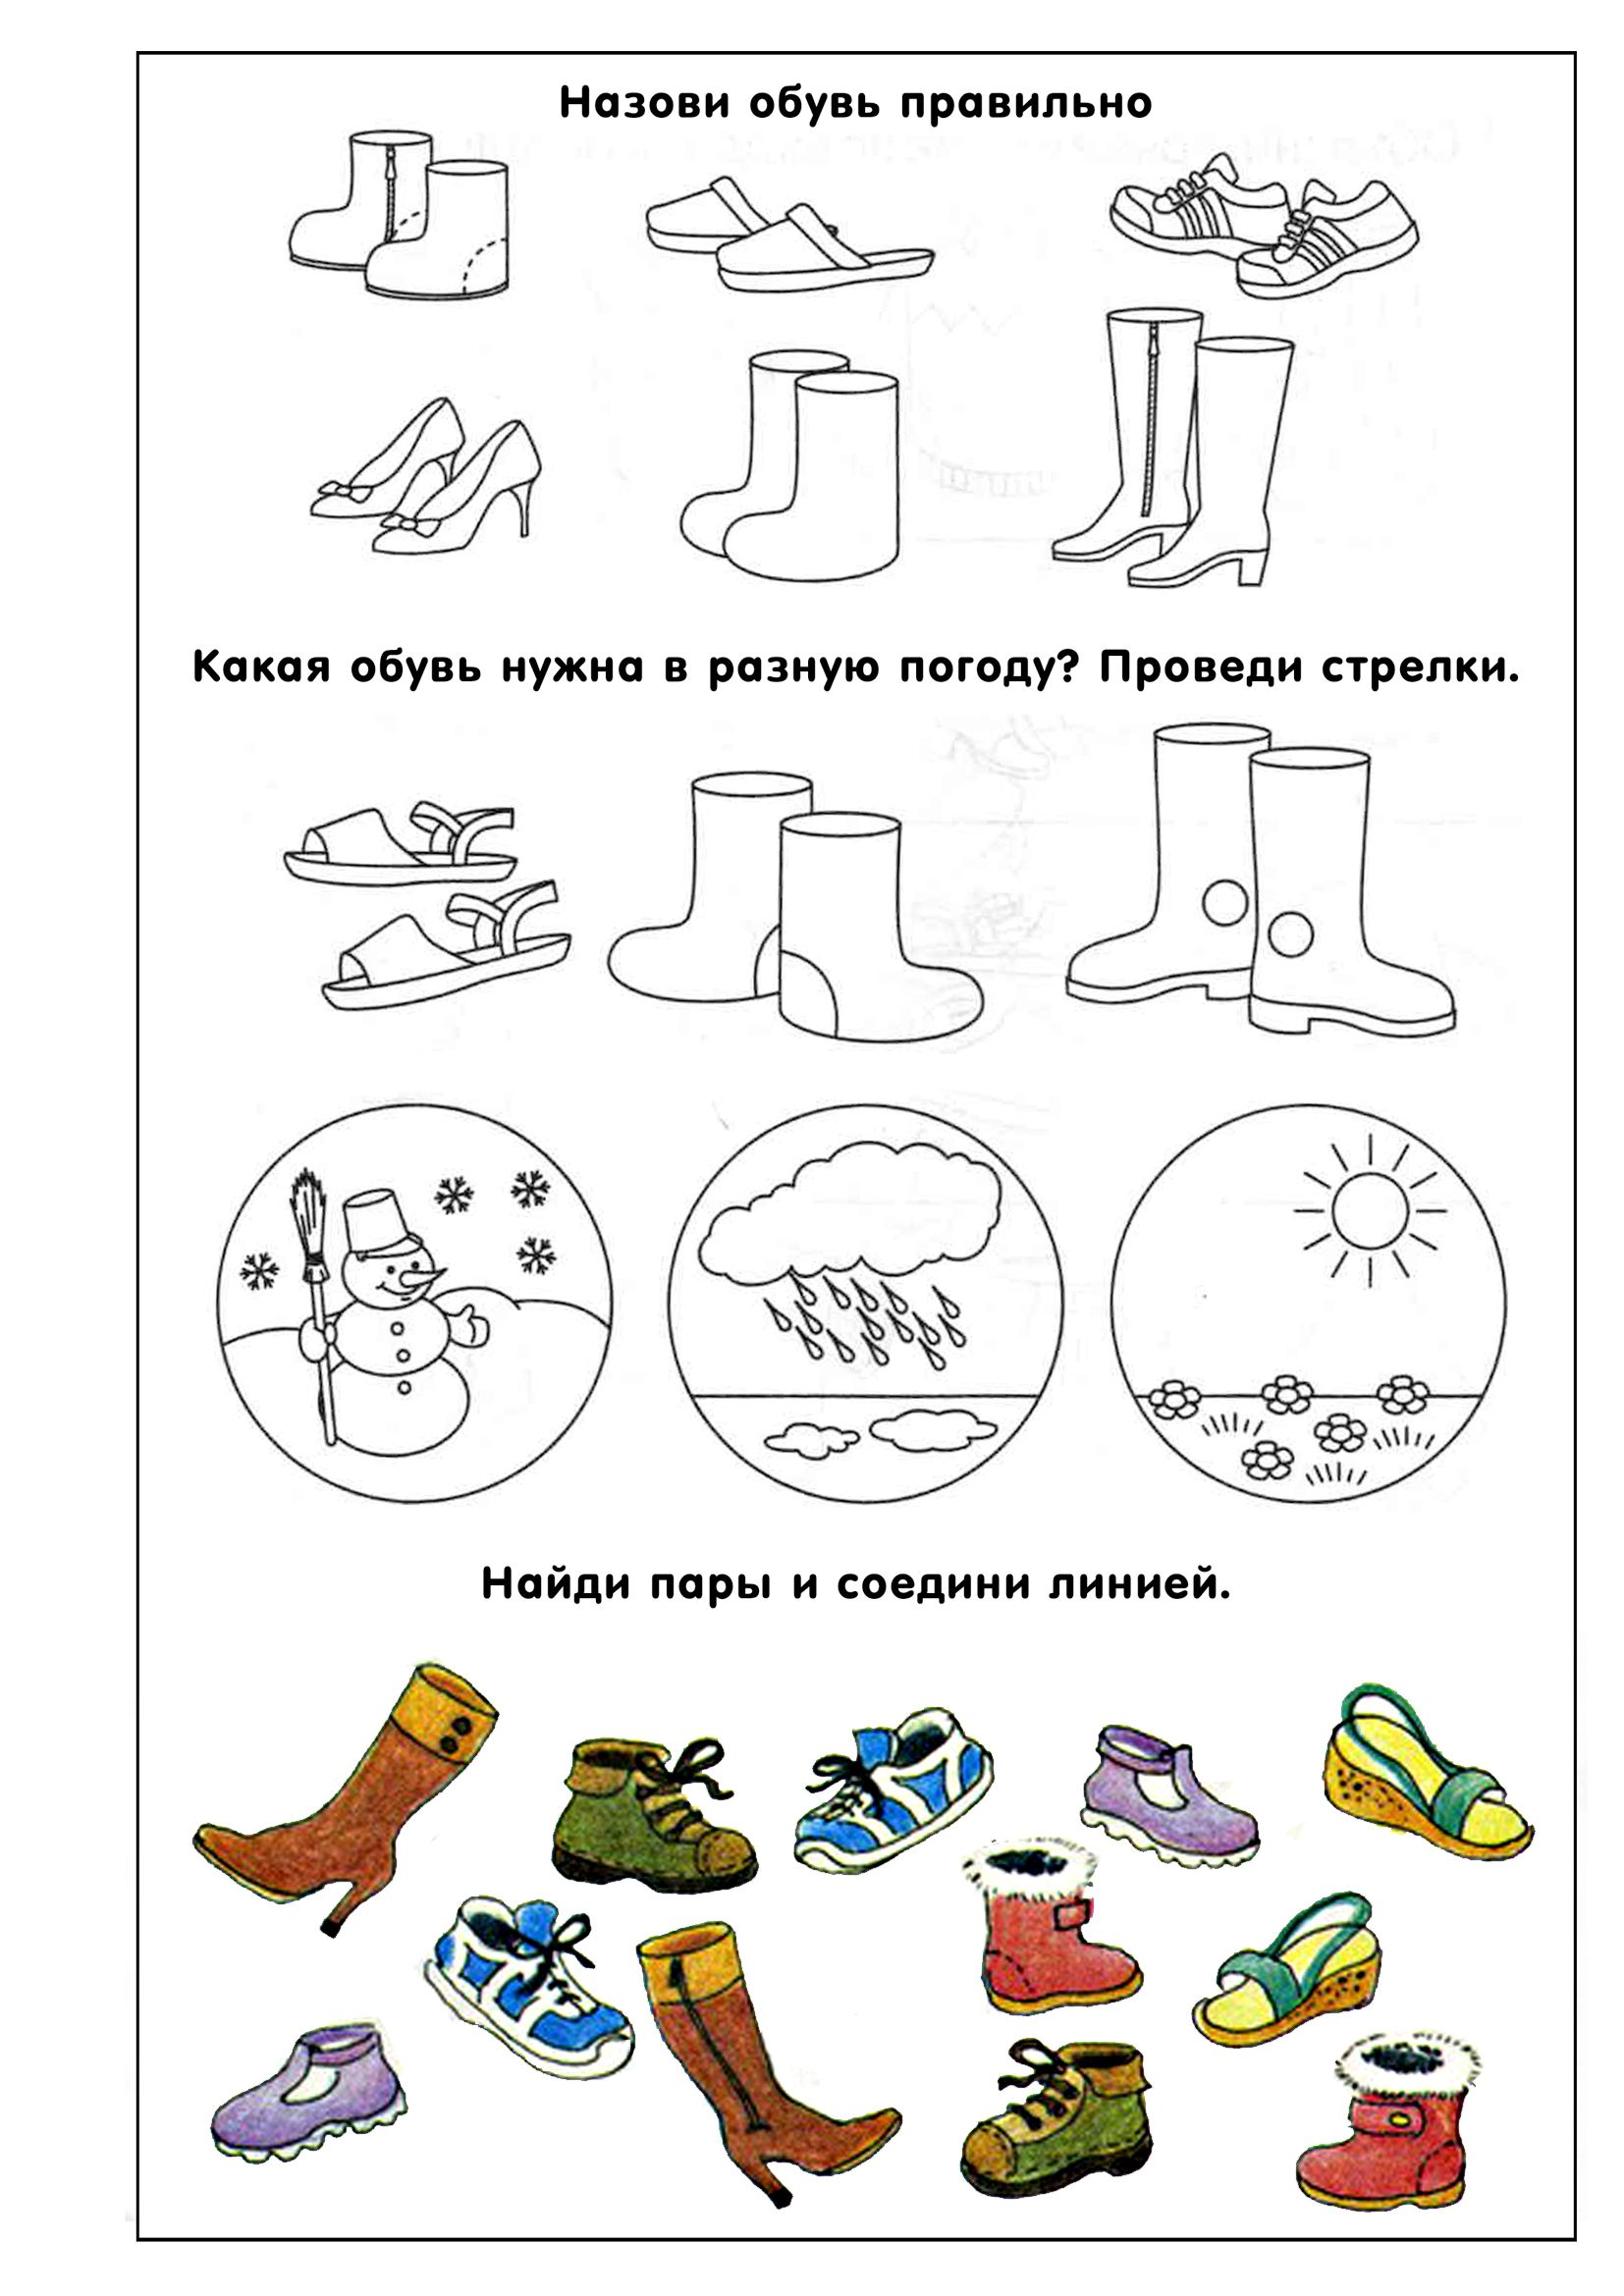 Назови обувь правильно
Какая обувь нужна в разную погоду? Проведи стрелки.
Найди пары и соедини линией.